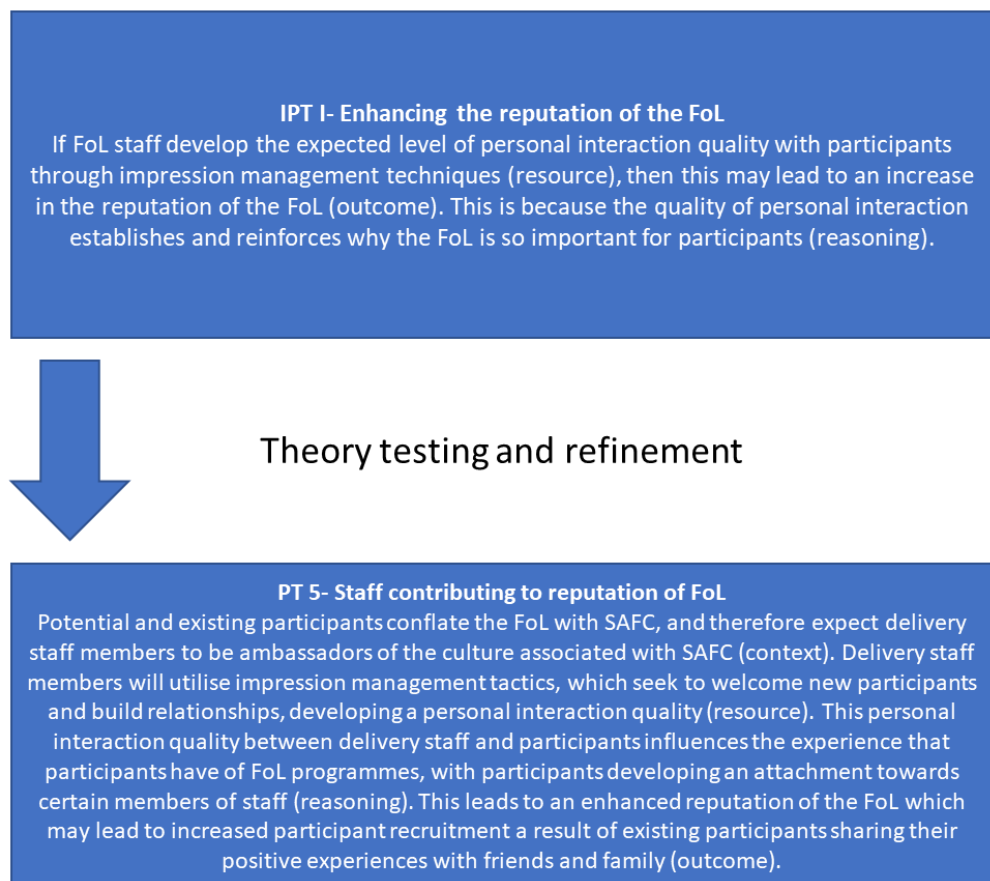 IPT I- Enhancing the reputation of the FoL
If FoL staff develop the expected level of personal interaction quality with participants
through impression management techniques (resource), then this may lead to an increase
in the reputation of the FoL (outcome). This is because the quality of personal interaction
establishes and reinforces why the FoL is so important for participants (reasoning).
Theory testing and refinement
PT 5- Staff contributing to reputation of FoL
Potential and existing participants conflate the FoL with SAFC, and therefore expect delivery
staff members to be ambassadors of the culture associated with SAFC (context). Delivery staff
members will utilise impression management tactics, which seek to welcome new participants
and build relationships, developing a personal interaction quality (resource). This personal
interaction quality between delivery staff and participants influences the experience that
participants have of FoL programmes, with participants developing an attachment towards
certain members of staff (reasoning). This leads to an enhanced reputation of the FoL which
may lead to increased participant recruitment a result of existing participants sharing their
positive experiences with friends and family (outcome).